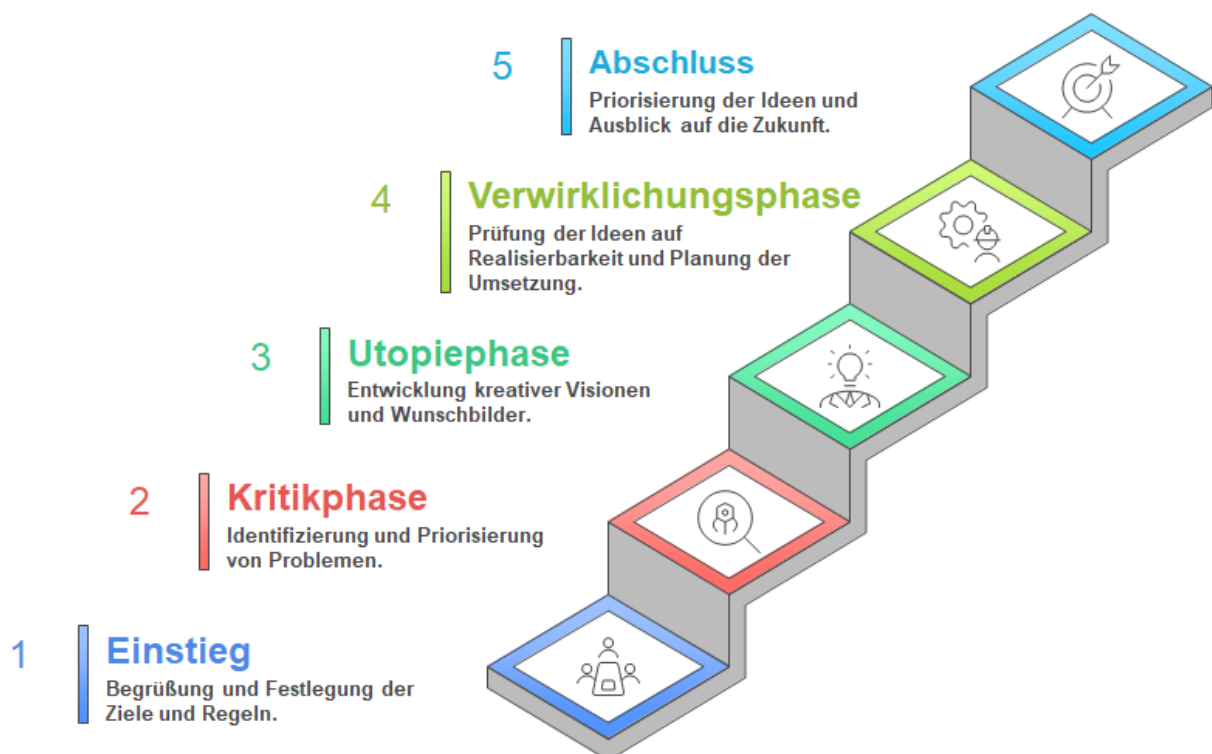 5
Abschluss
Priorisierung der Ideen und
Ausblick auf die Zukunft.
4
Verwirklichungsphase
Prüfung der Ideen auf
Realisierbarkeit und Planung der
Umsetzung.
3
Utopiephase
Entwicklung kreativer Visionen
und Wunschbilder.
2
Kritikphase
Identifizierung und Priorisierung
von Problemen.
1
Einstieg
Begrüßung und Festlegung der
Ziele und Regeln.